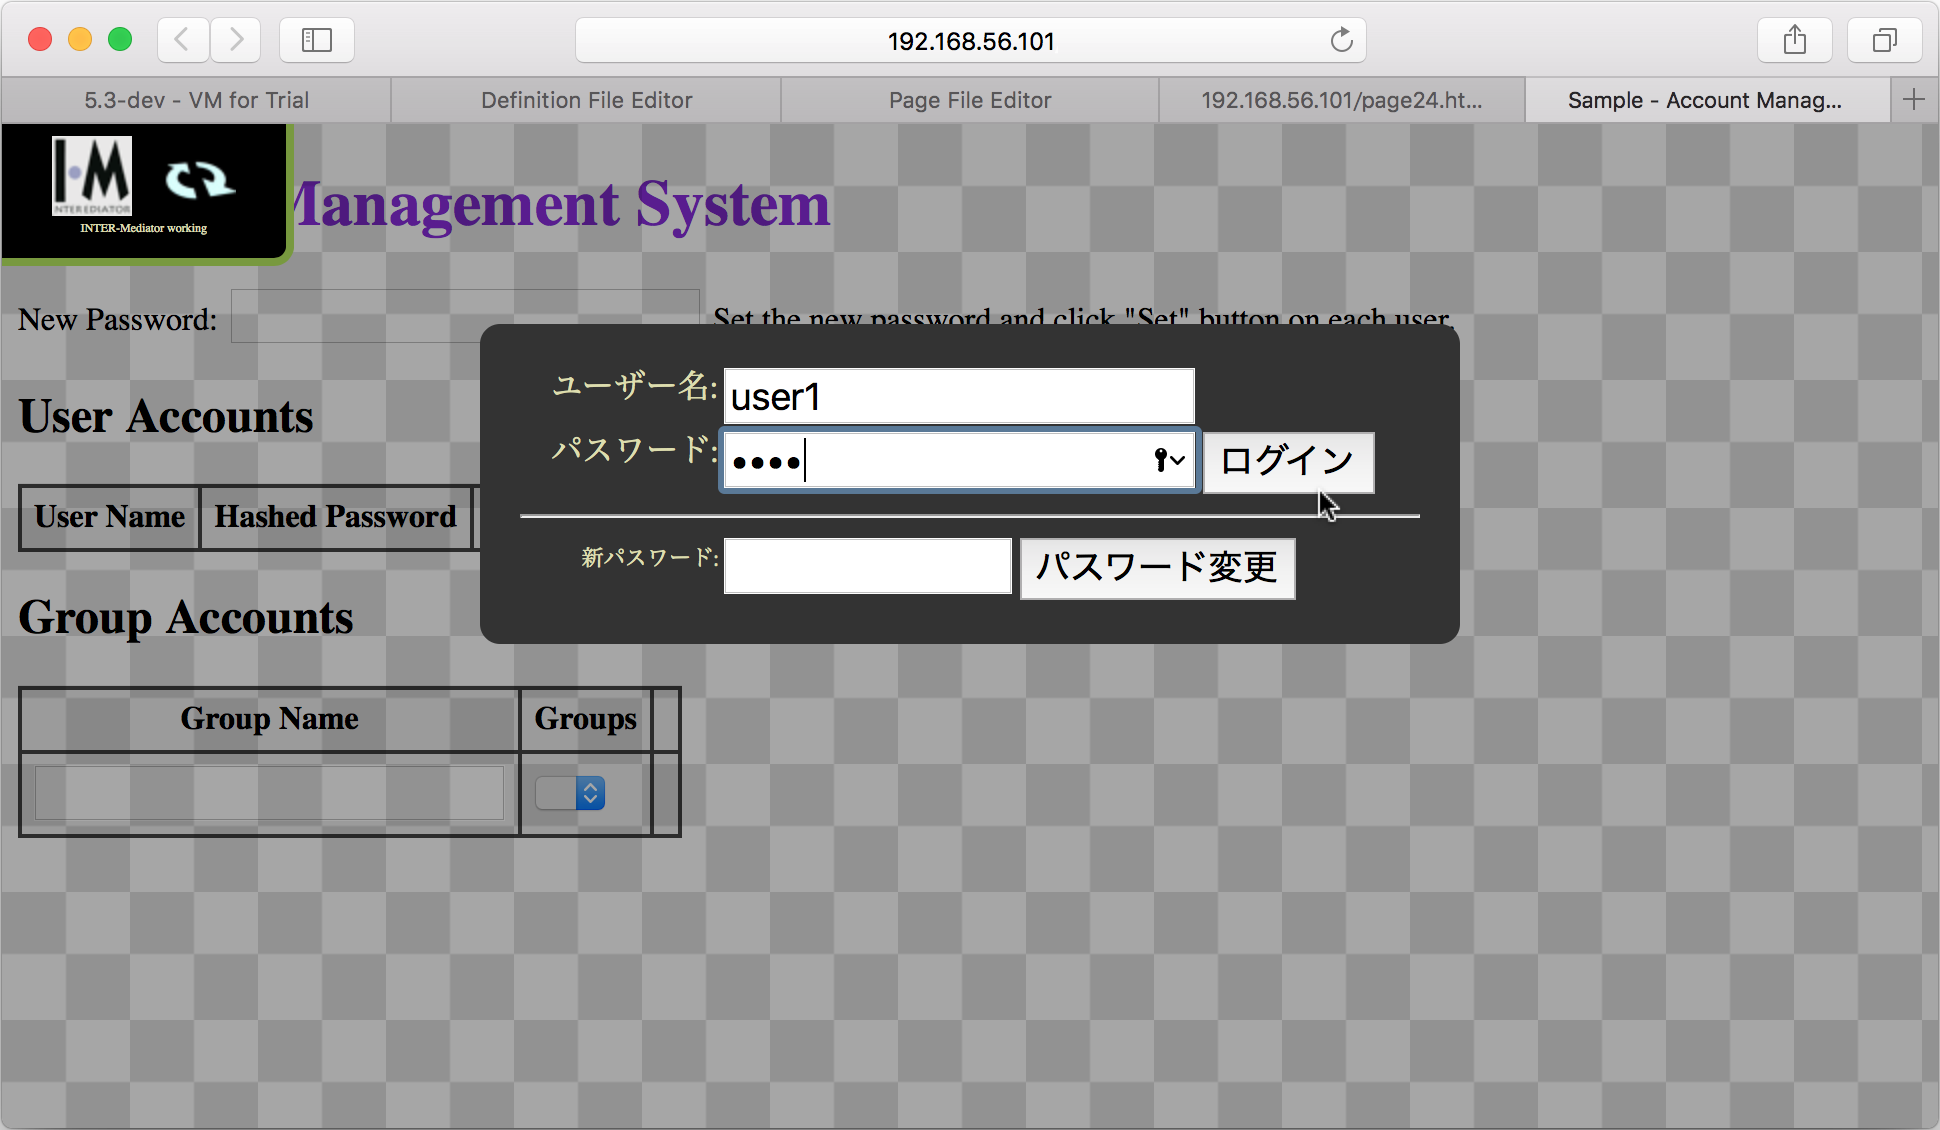 192.168.56.101
5.3-dev - VM for Trial
Definition File Editor
Page File Editor
192.168.56.101/page24.ht...
Sample - Account Manag...
I·M
INTER-Mediator working
Management System
New Password:
Set the new password and click "Set" button on each user.
ユーザー名:
user1
パスワード:
••••
ログイン
新パスワード:
パスワード変更
User Accounts
User Name
Hashed Password
Group Accounts
Group Name
Groups